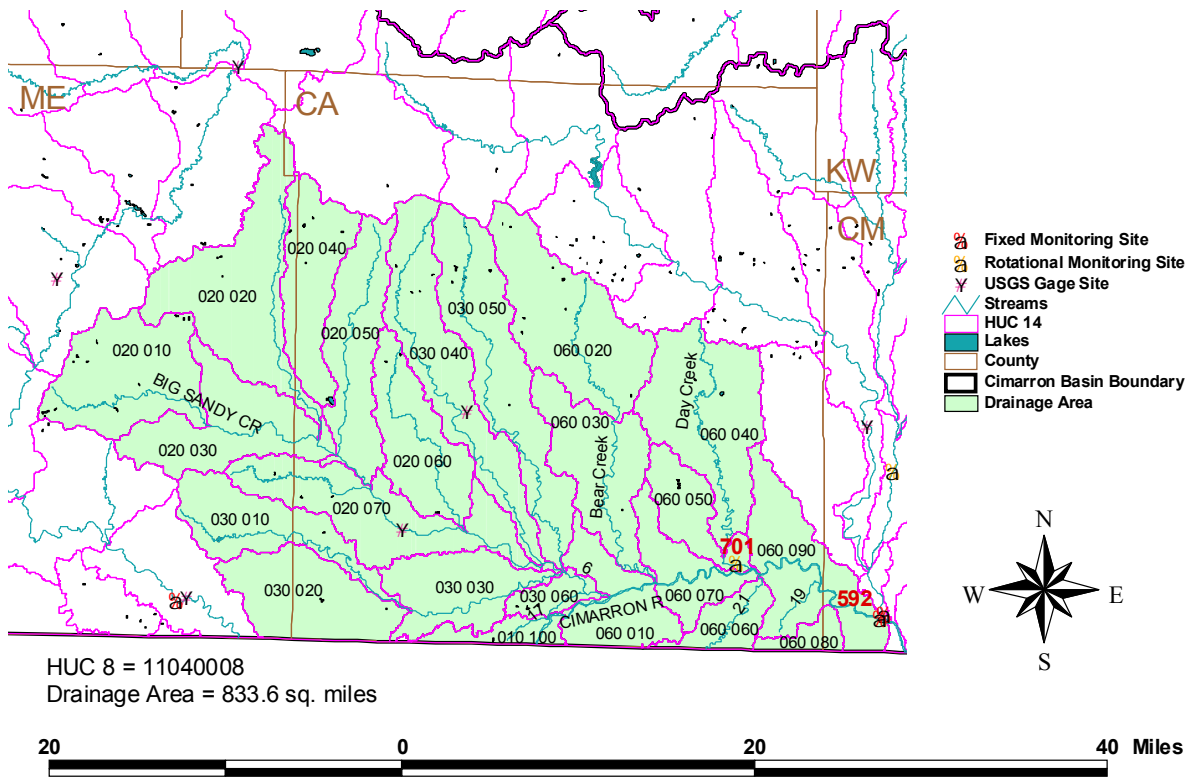 ME
CA
KW
CM
020 040
020 020
020 050
030 050
020 010
030 040
060 020
BIG SANDY CR
Day Creek
060 030
060 040
020 030
020 060
Bear Creek
060 050
020 070
030 010
701
060 090
6
030 020
030 030
030 060
17
CIMARRON R
060 070
21
19
592
010 100
060 010
060 060
060 080
a Fixed Monitoring Site
a Rotational Monitoring Site
Y USGS Gage Site
Streams
HUC 14
Lakes
County
Cimarron Basin Boundary
Drainage Area
N
W
E
S
HUC 8 = 11040008
Drainage Area = 833.6 sq. miles
20 0 20 40 Miles